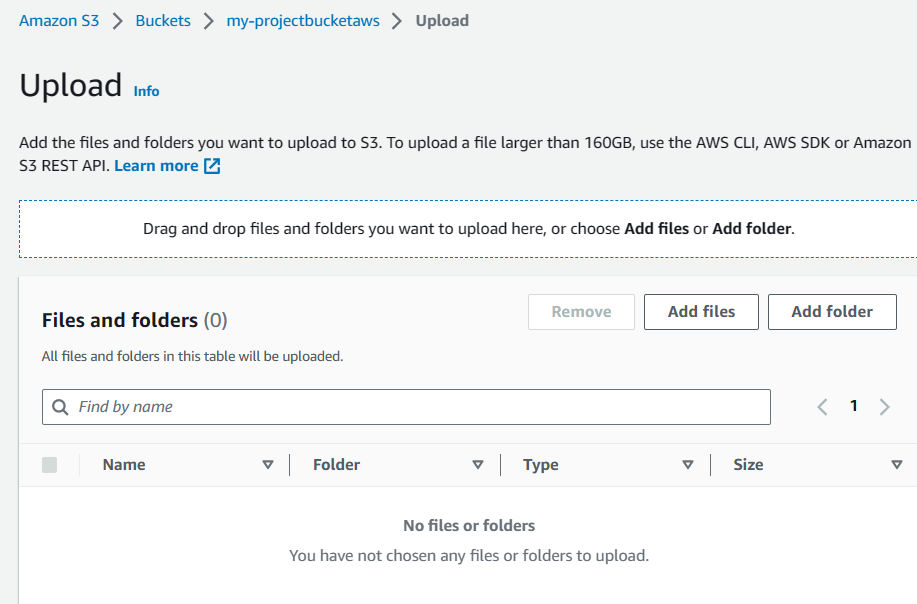 Amazon S3 > Buckets > my-projectbucketaws > Upload
Upload Info
Add the files and folders you want to upload to S3. To upload a file larger than 160GB, use the AWS CLI, AWS SDK or Amazon
S3 REST API. Learn more
Drag and drop files and folders you want to upload here, or choose Add files or Add folder.
Files and folders (0)
Remove
Add files
Add folder
All files and folders in this table will be uploaded.
Find by name
1
Name Folder Type Size
No files or folders
You have not chosen any files or folders to upload.